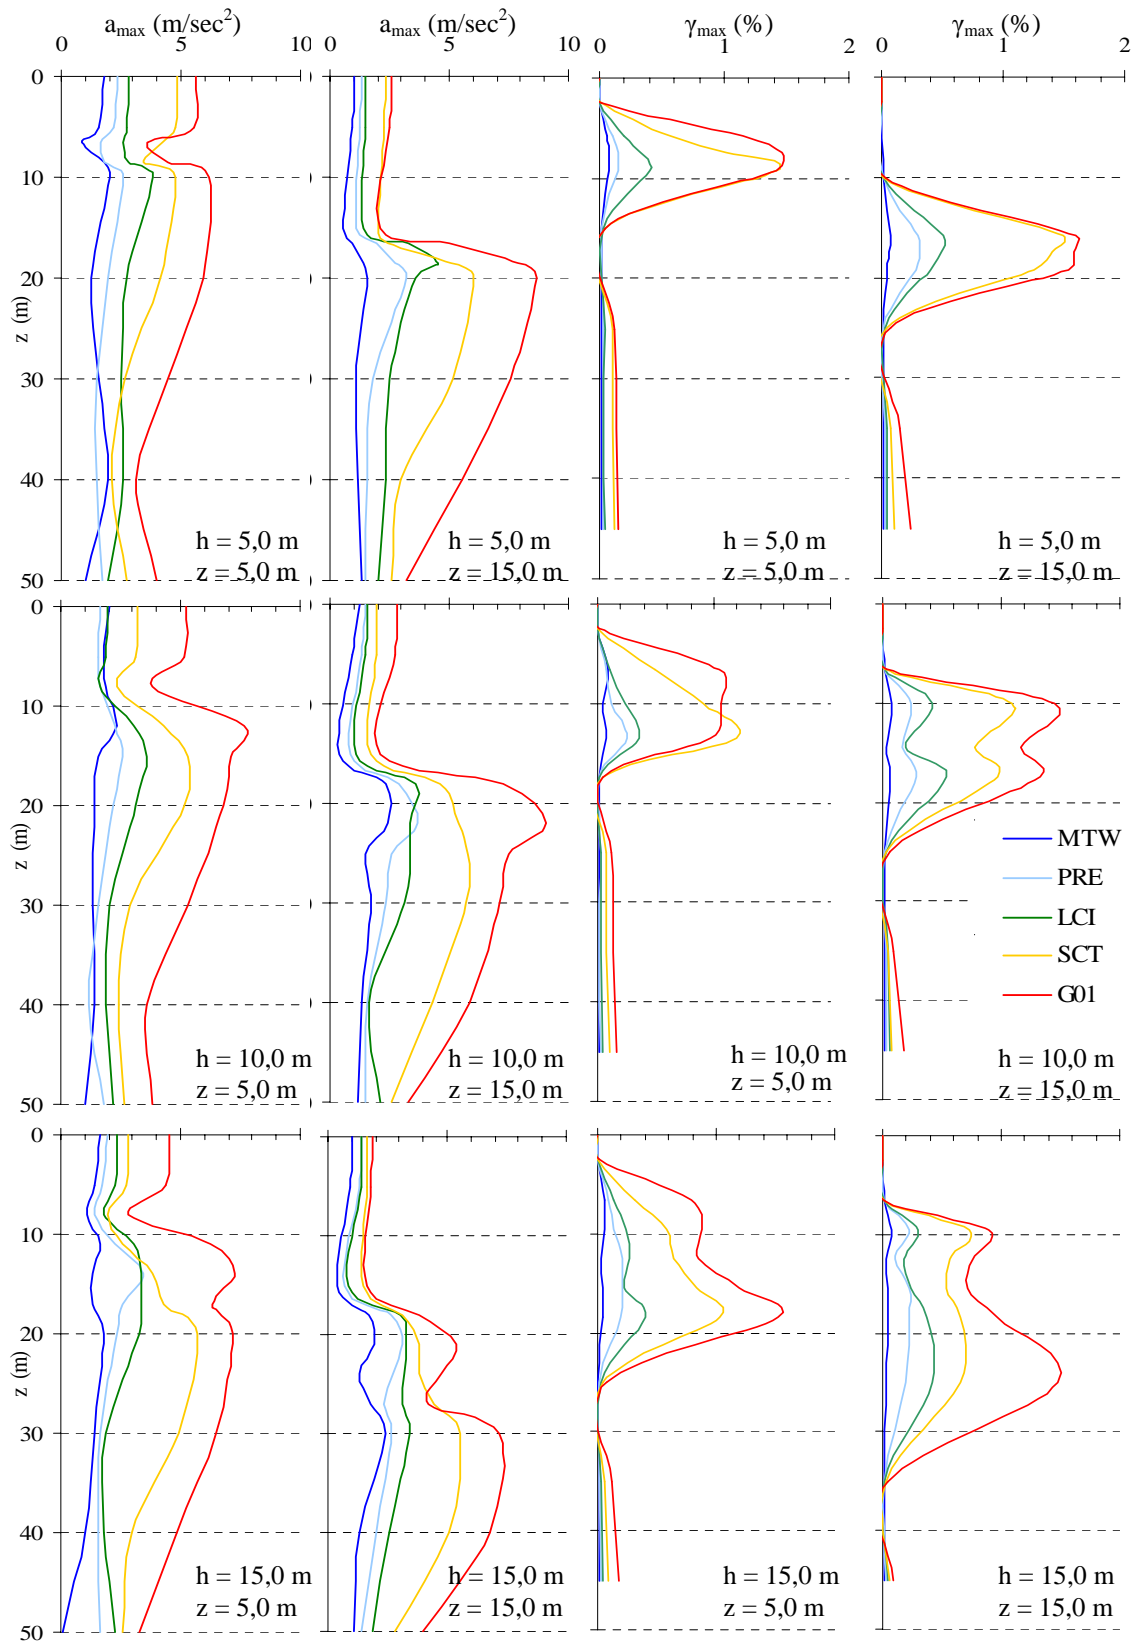 a_max (m/sec²) a_max (m/sec²) γ_max (%) γ_max (%)
0 5 10 0 5 10 0 1 2 0 1 2
0
10
20
30
40
50
z (m)
h = 5,0 m
z = 5,0 m
h = 5,0 m
z = 15,0 m
h = 5,0 m
z = 5,0 m
h = 5,0 m
z = 15,0 m
0
10
20
30
40
50
z (m)
h = 10,0 m
z = 5,0 m
h = 10,0 m
z = 15,0 m
h = 10,0 m
z = 5,0 m
MTW
PRE
LCI
SCT
G01
h = 10,0 m
z = 15,0 m
0
10
20
30
40
50
z (m)
h = 15,0 m
z = 5,0 m
h = 15,0 m
z = 15,0 m
h = 15,0 m
z = 5,0 m
h = 15,0 m
z = 15,0 m